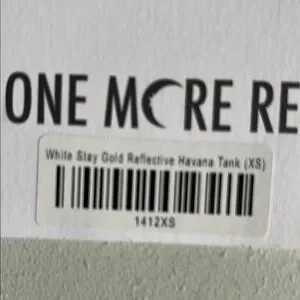 ONE MORE RE
White Stay Gold Reflective Havana Tank (XS)
1412XS